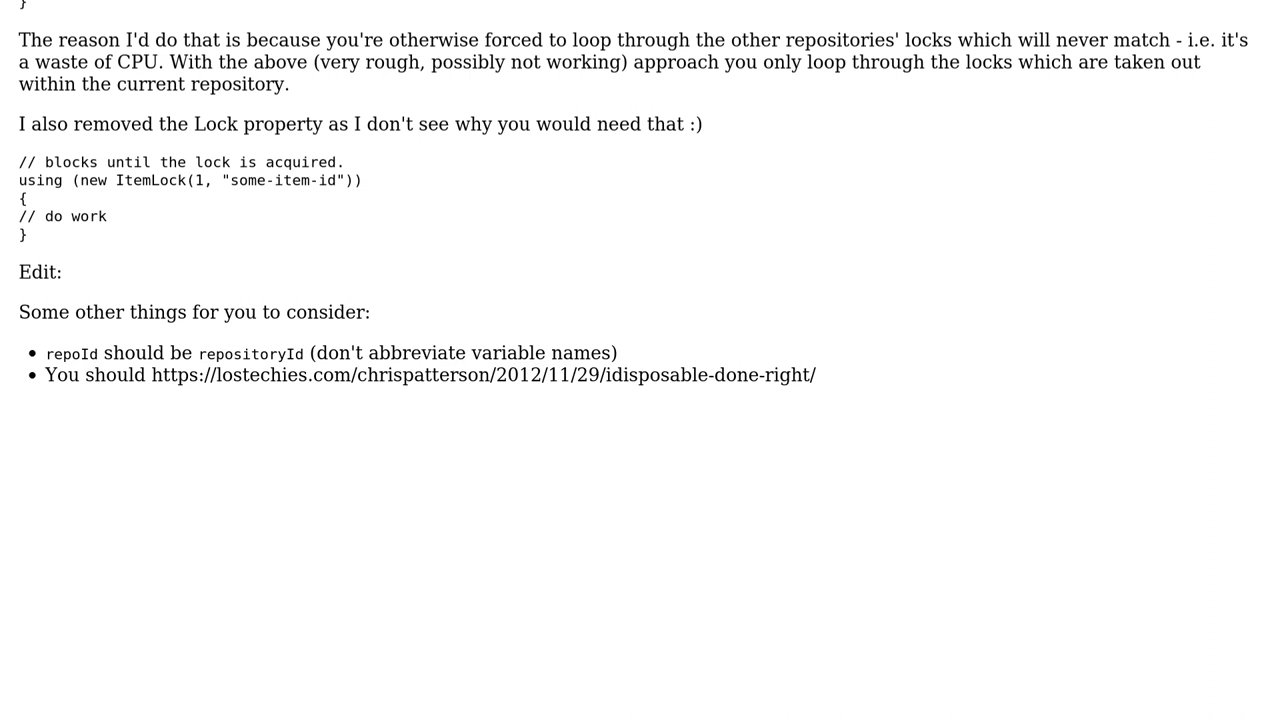 }
The reason I'd do that is because you're otherwise forced to loop through the other repositories' locks which will never match - i.e. it's
a waste of CPU. With the above (very rough, possibly not working) approach you only loop through the locks which are taken out
within the current repository.
I also removed the Lock property as I don't see why you would need that :)
// blocks until the lock is acquired.
using (new ItemLock(1, "some-item-id"))
{
// do work
}
Edit:
Some other things for you to consider:
• repoId should be repositoryId (don't abbreviate variable names)
• You should https://lostechies.com/chrispatterson/2012/11/29/idisposable-done-right/